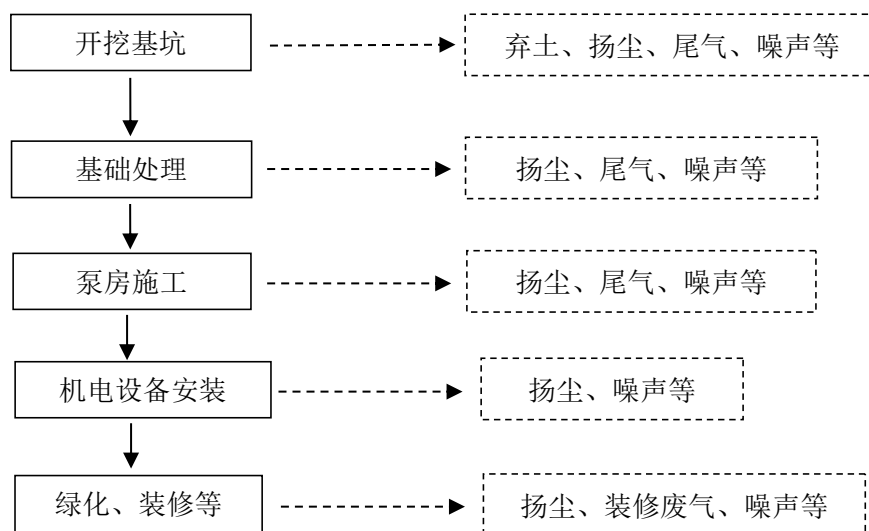 开挖基坑
弃土、扬尘、尾气、噪声等
基础处理
扬尘、尾气、噪声等
泵房施工
扬尘、尾气、噪声等
机电设备安装
扬尘、噪声等
绿化、装修等
扬尘、装修废气、噪声等